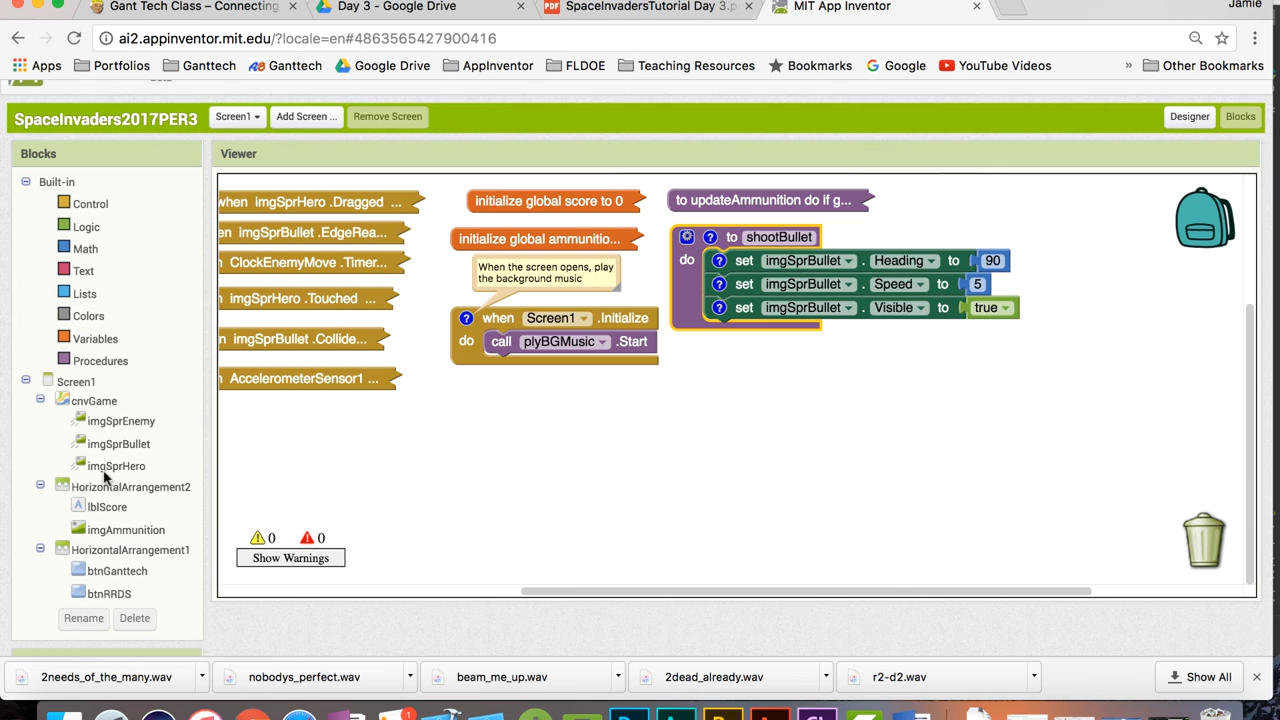 Gant Tech Class – Connecting × Day 3 - Google Drive × SpaceInvadersTutorial Day 3.p × MIT App Inventor × Jamie
ai2.appinventor.mit.edu/?locale=en#4863565427900416
Apps Portfolios Ganttech Ganttech Google Drive AppInventor FLDOE Teaching Resources Bookmarks Google YouTube Videos » Other Bookmarks
SpaceInvaders2017PER3 Screen1 Add Screen ... Remove Screen Designer Blocks
Blocks Viewer
Built-in
Control
Logic
Math
Text
Lists
Colors
Variables
Procedures
Screen1
cnvGame
imgSprEnemy
imgSprBullet
imgSprHero
HorizontalArrangement2
lblScore
imgAmmunition
HorizontalArrangement1
btnGanttech
btnRRDS
Rename Delete
when imgSprHero .Dragged ...
en imgSprBullet .EdgeRea...
ClockEnemyMove .Timer...
imgSprHero .Touched ...
n imgSprBullet .Collide...
AccelerometerSensor1 ...
initialize global score to 0
initialize global ammunitio...
When the screen opens, play
the background music
? when Screen1 .Initialize
do call plyBGMusic .Start
to updateAmmunition do if g...
? to shootBullet
do ? set imgSprBullet . Heading to 90
? set imgSprBullet . Speed to 5
? set imgSprBullet . Visible to true
0 0
Show Warnings
2needs_of_the_many.wav nobodys_perfect.wav beam_me_up.wav 2dead_already.wav r2-d2.wav Show All ×
1